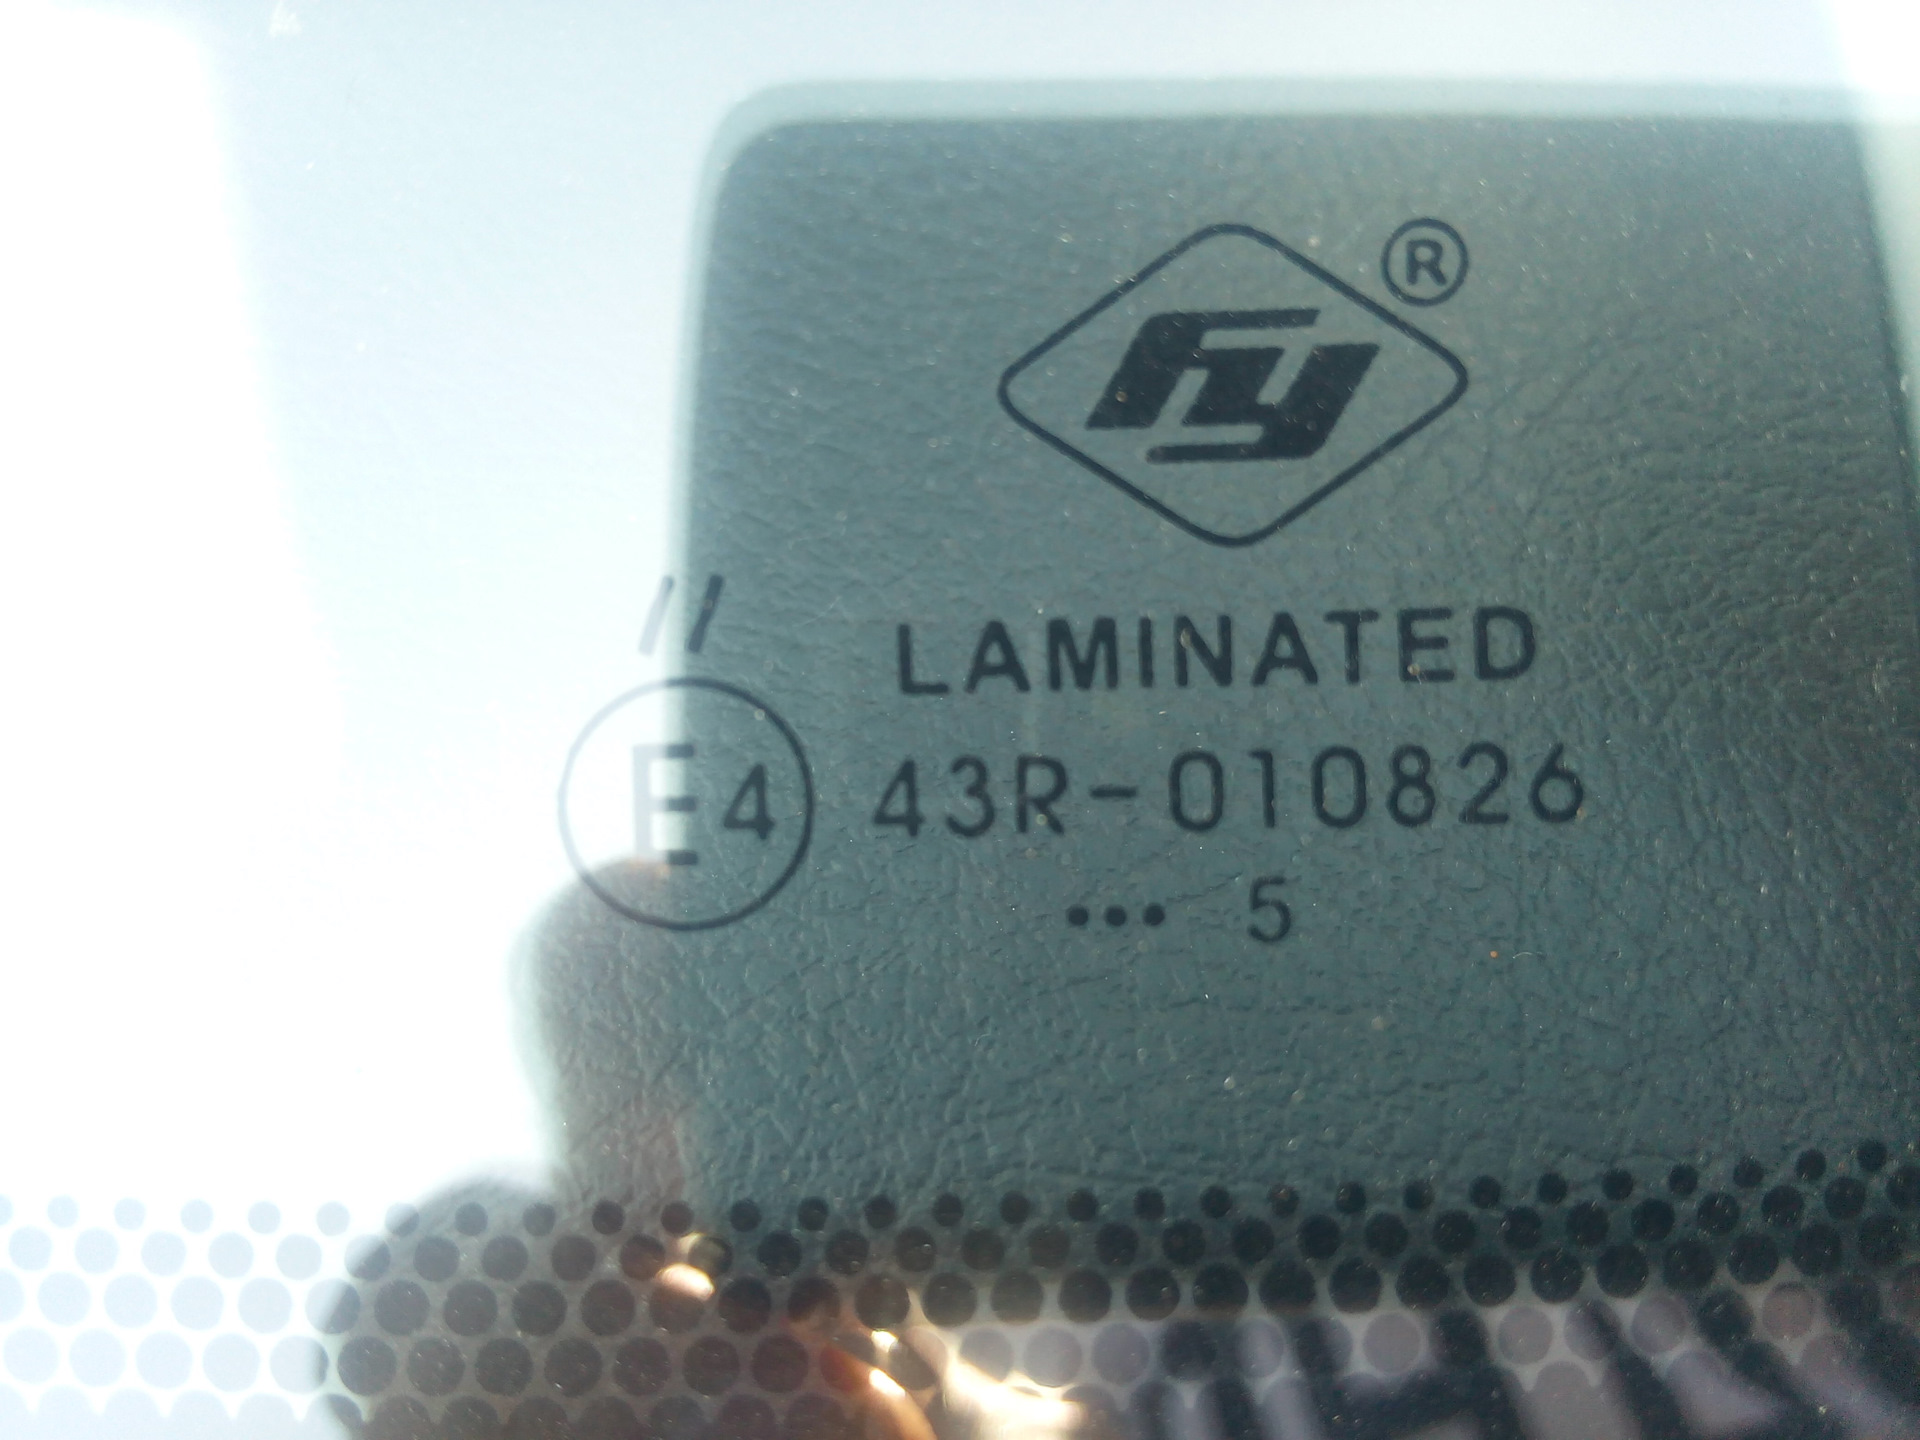 fy ®
LAMINATED
//
E4 43R-010826
••• 5